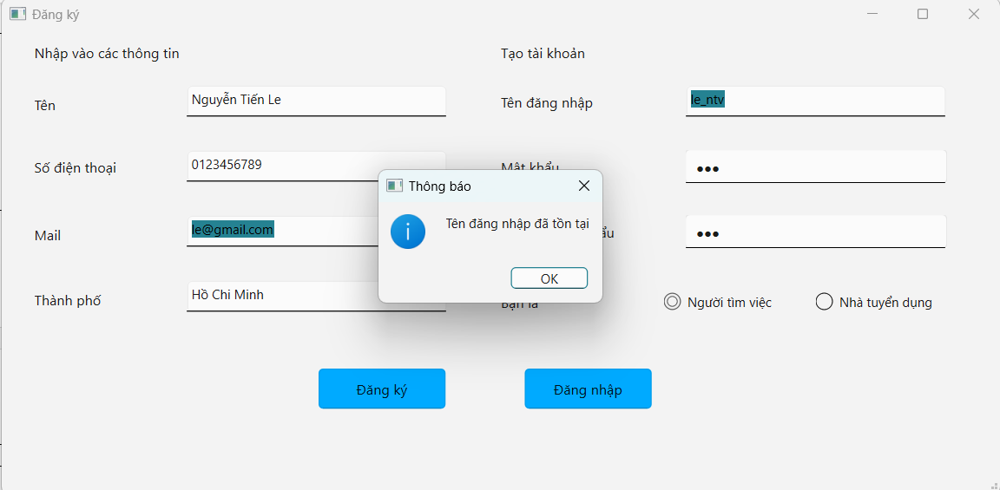 Đăng ký
Nhập vào các thông tin
Tạo tài khoản
Tên
Nguyễn Tiến Le
Tên đăng nhập
le_ntv
Số điện thoại
0123456789
Mật khẩu
●●●
Mail
le@gmail.com
●●●
Thông báo
Tên đăng nhập đã tồn tại
OK
Thành phố
Hồ Chi Minh
Bạn là
Người tìm việc
Nhà tuyển dụng
Đăng ký
Đăng nhập